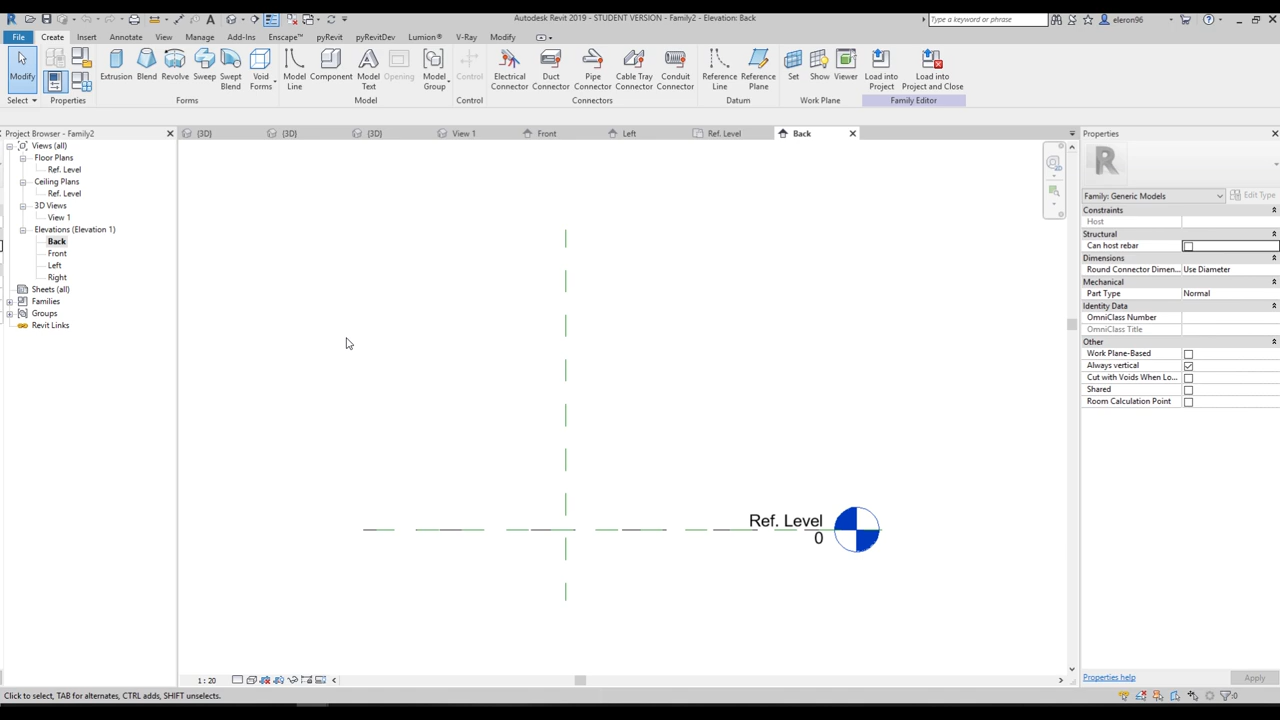 Autodesk Revit 2019 - STUDENT VERSION - Family2 - Elevation: Back
Type a keyword or phrase
eleron96
File Create Insert Annotate View Manage Add-Ins Enscape™ pyRevit pyRevitDev Lumion® V-Ray Modify
Modify
Extrusion Blend Revolve Sweep Swept Blend Void Forms
Model Line Component Model Text Opening Model Group
Control
Electrical Connector Duct Connector Pipe Connector Cable Tray Connector Conduit Connector
Reference Line Reference Plane
Set Show Viewer
Load into Project Load into Project and Close
Select Properties Forms Model Control Connectors Datum Work Plane Family Editor
Project Browser - Family2
{3D} {3D} {3D} View 1 Front Left Ref. Level Back
Properties
Views (all)
Floor Plans
Ref. Level
Ceiling Plans
Ref. Level
3D Views
View 1
Elevations (Elevation 1)
Back
Front
Left
Right
Sheets (all)
Families
Groups
Revit Links
Ref. Level
0
Family: Generic Models
Edit Type
Constraints
Host
Structural
Can host rebar
Dimensions
Round Connector Dimen... Use Diameter
Mechanical
Part Type Normal
Identity Data
OmniClass Number
OmniClass Title
Other
Work Plane-Based
Always vertical
Cut with Voids When Lo...
Shared
Room Calculation Point
Properties help
Apply
1 : 20
Click to select, TAB for alternates, CTRL adds, SHIFT unselects.
:0